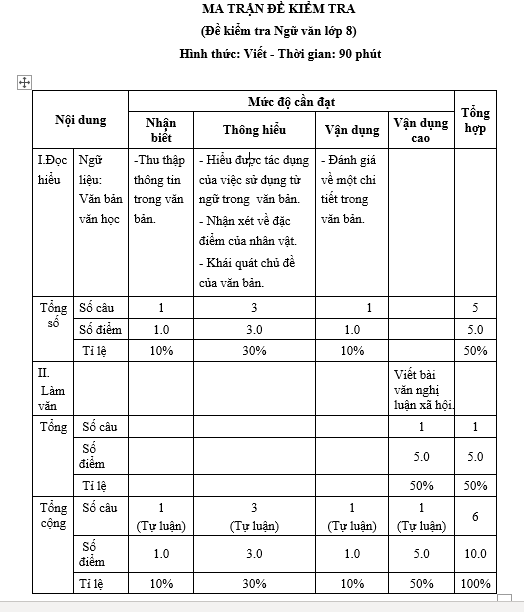 MA TRẬN ĐỀ KIỂM TRA
(Đề kiểm tra Ngữ văn lớp 8)
Hình thức: Viết - Thời gian: 90 phút
Nội dung
Mức độ cần đạt
Tổng hợp
Nhận biết
Thông hiểu
Vận dụng
Vận dụng cao
I.Đọc hiểu
Ngữ liệu: Văn bản văn học
-Thu thập thông tin trong văn bản.
- Hiểu được tác dụng của việc sử dụng từ ngữ trong văn bản.
- Nhận xét về đặc điểm của nhân vật.
- Khái quát chủ đề của văn bản.
- Đánh giá về một chi tiết trong văn bản.
Tổng số
Số câu 1 3 1 5
Số điểm 1.0 3.0 1.0 5.0
Tỉ lệ 10% 30% 10% 50%
II. Làm văn
Viết bài văn nghị luận xã hội.
Tổng
Số câu 1 1
Số điểm 5.0 5.0
Tỉ lệ 50% 50%
Tổng cộng
Số câu 1 (Tự luận) 3 (Tự luận) 1 (Tự luận) 1 (Tự luận) 6
Số điểm 1.0 3.0 1.0 5.0 10.0
Tỉ lệ 10% 30% 10% 50% 100%